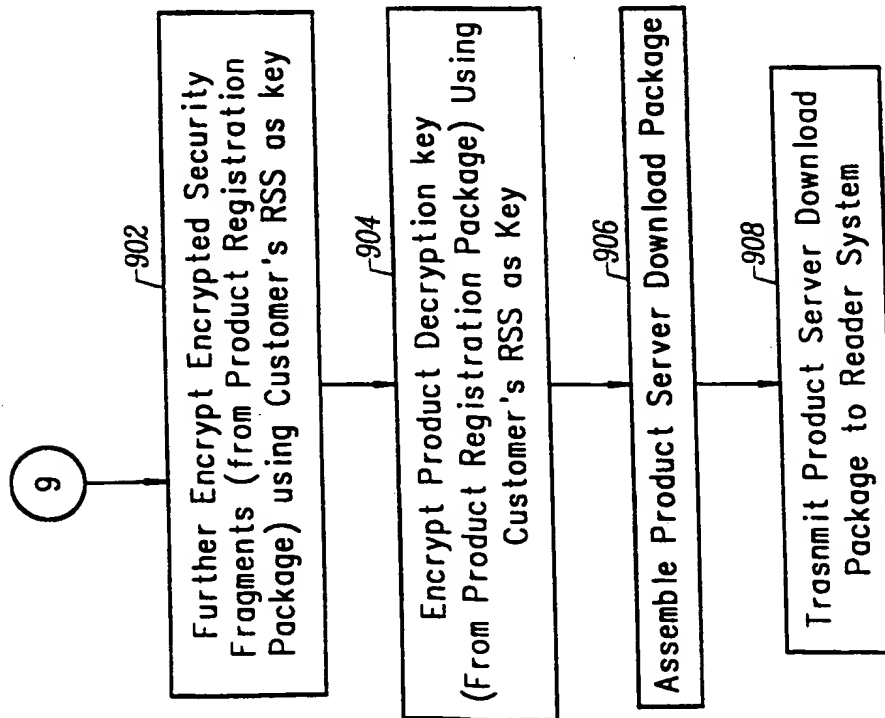 9
902
Further Encrypt Encrypted Security
Fragments (from Product Registration
Package) using Customer's RSS as key
904
Encrypt Product Decryption key
(From Product Registration Package) Using
Customer's RSS as Key
906
Assemble Product Server Download Package
908
Trasnmit Product Server Download
Package to Reader System